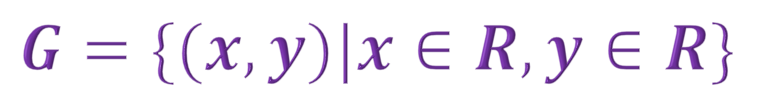 G = {(x, y)|x ∈ R, y ∈ R}